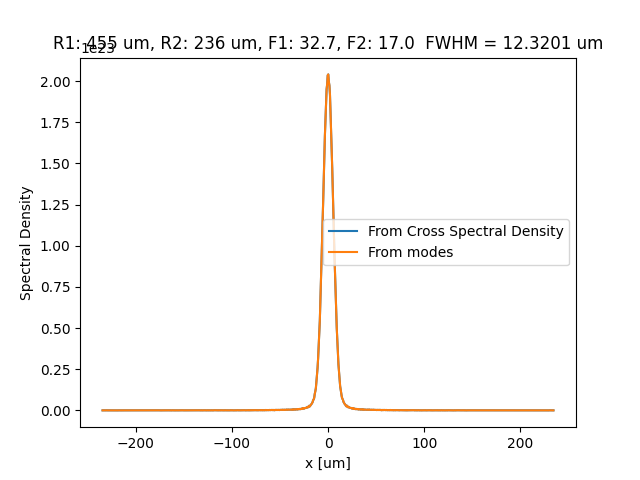 R1: 455 um, R2: 236 um, F1: 32.7, F2: 17.0  FWHM = 12.3201 um
1e23
2.00
1.75
1.50
1.25
1.00
0.75
0.50
0.25
0.00
Spectral Density
From Cross Spectral Density
From modes
−200
−100
0
100
200
x [um]